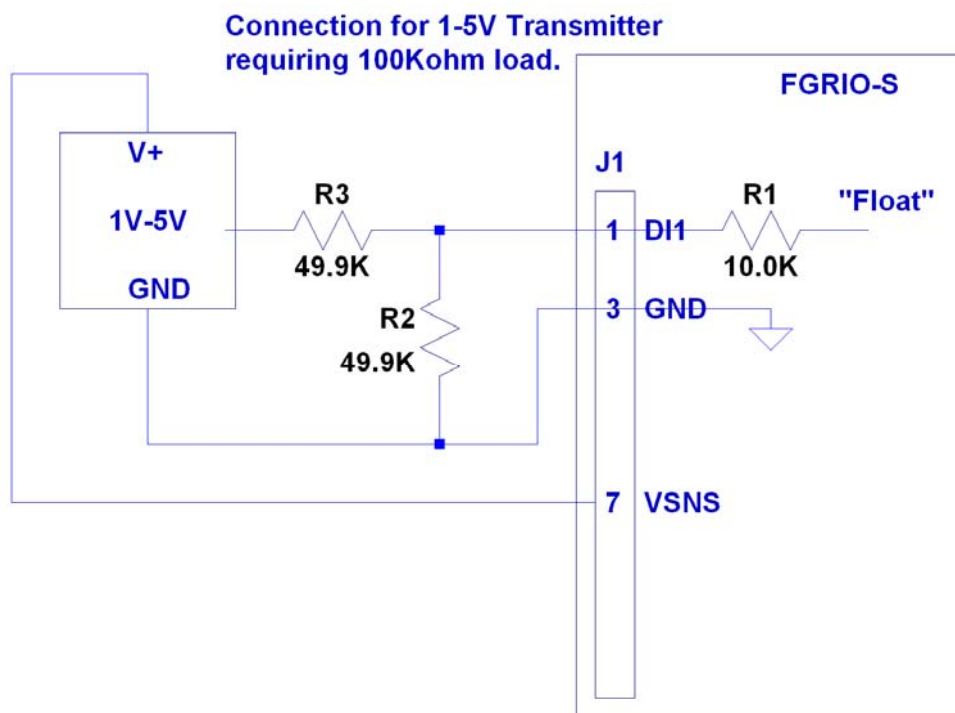 Connection for 1-5V Transmitter
requiring 100Kohm load.
FGRIO-S
V+
1V-5V
GND
R3
49.9K
R2
49.9K
J1
1 DI1
3 GND
7 VSNS
R1
10.0K
"Float"